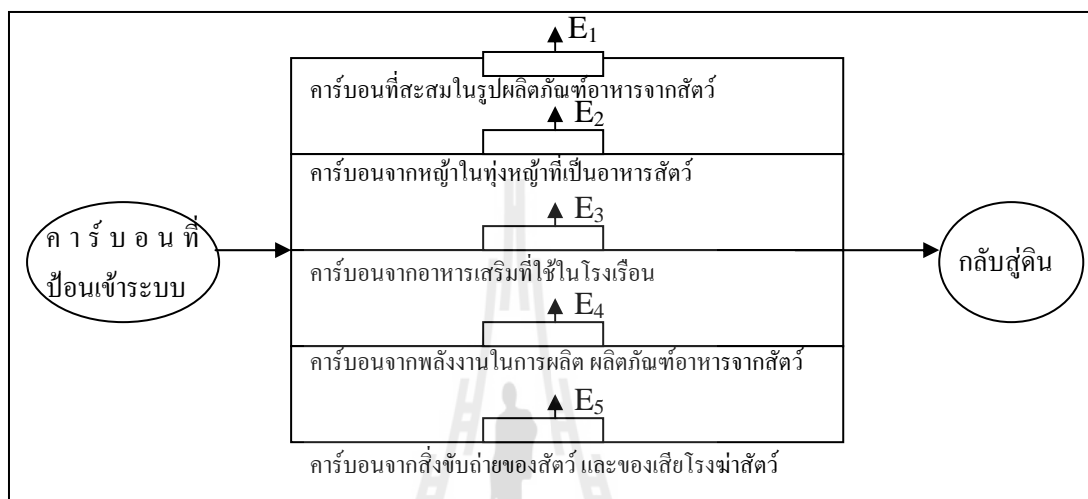 E1
คาร์บอนที่สะสมในรูปผลิตภัณฑ์อาหารจากสัตว์
E2
คาร์บอนจากหญ้าในทุ่งหญ้าที่เป็นอาหารสัตว์
E3
คาร์บอนที่
ป้อนเข้าระบบ
กลับสู่ดิน
คาร์บอนจากอาหารเสริมที่ใช้ในโรงเรือน
E4
คาร์บอนจากพลังงานในการผลิต ผลิตภัณฑ์อาหารจากสัตว์
E5
คาร์บอนจากสิ่งขับถ่ายของสัตว์ และของเสียโรงฆ่าสัตว์